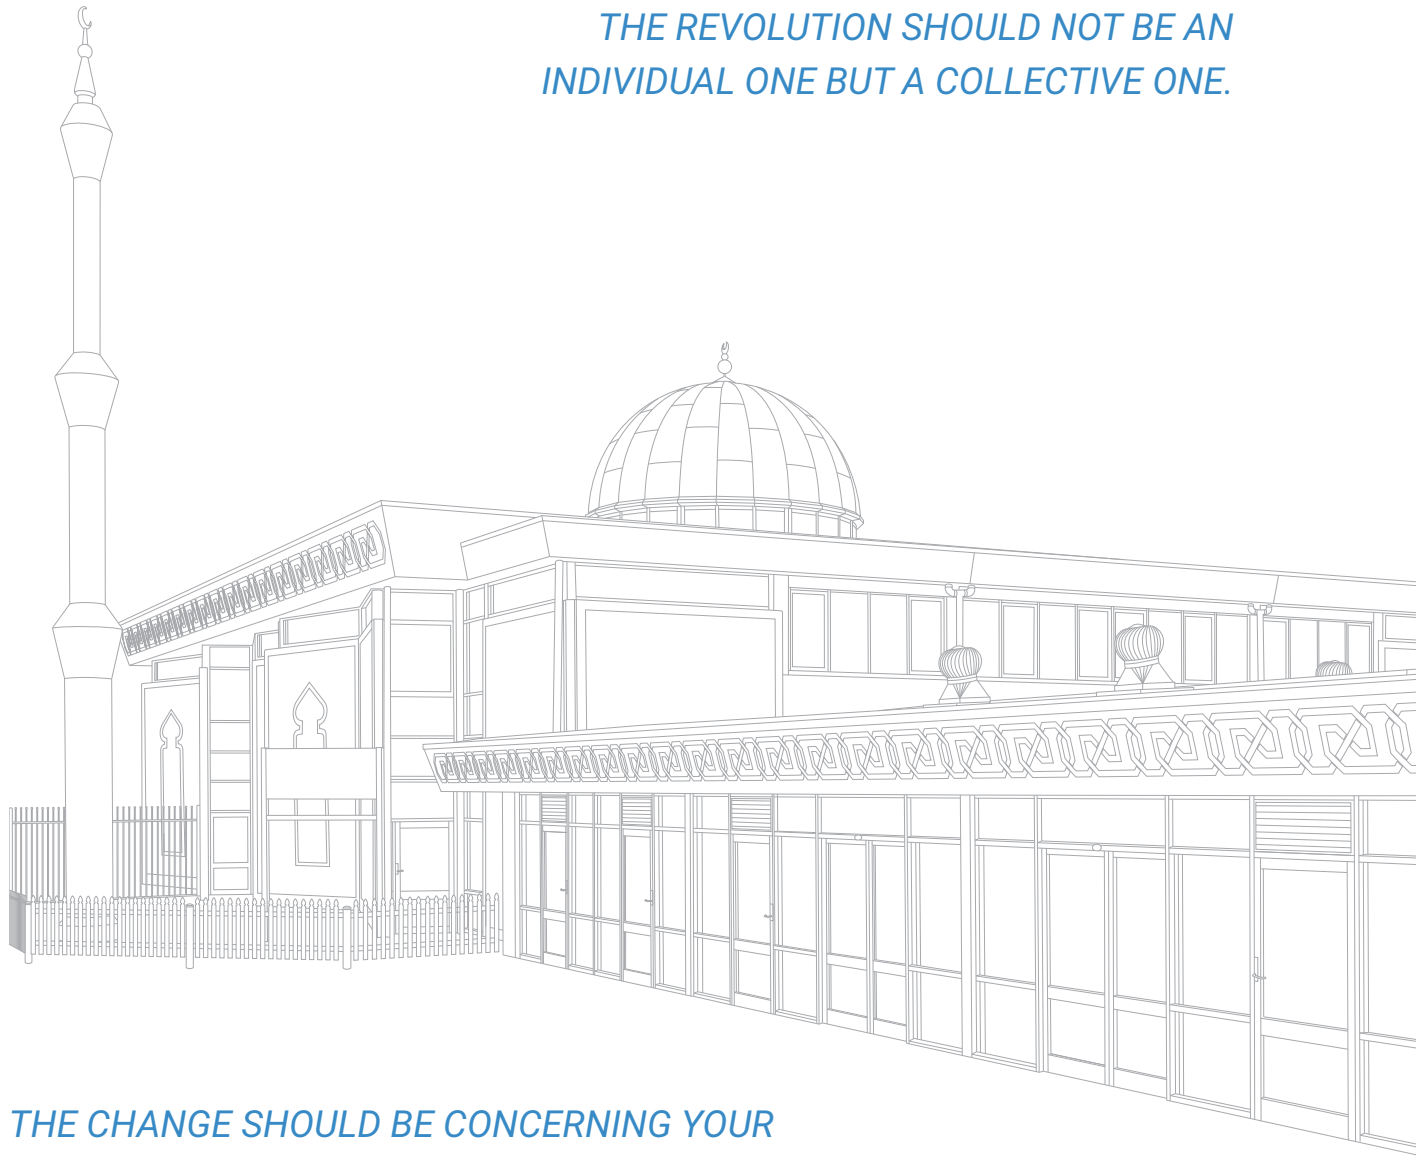 THE REVOLUTION SHOULD NOT BE AN
INDIVIDUAL ONE BUT A COLLECTIVE ONE.
THE CHANGE SHOULD BE CONCERNING YOUR